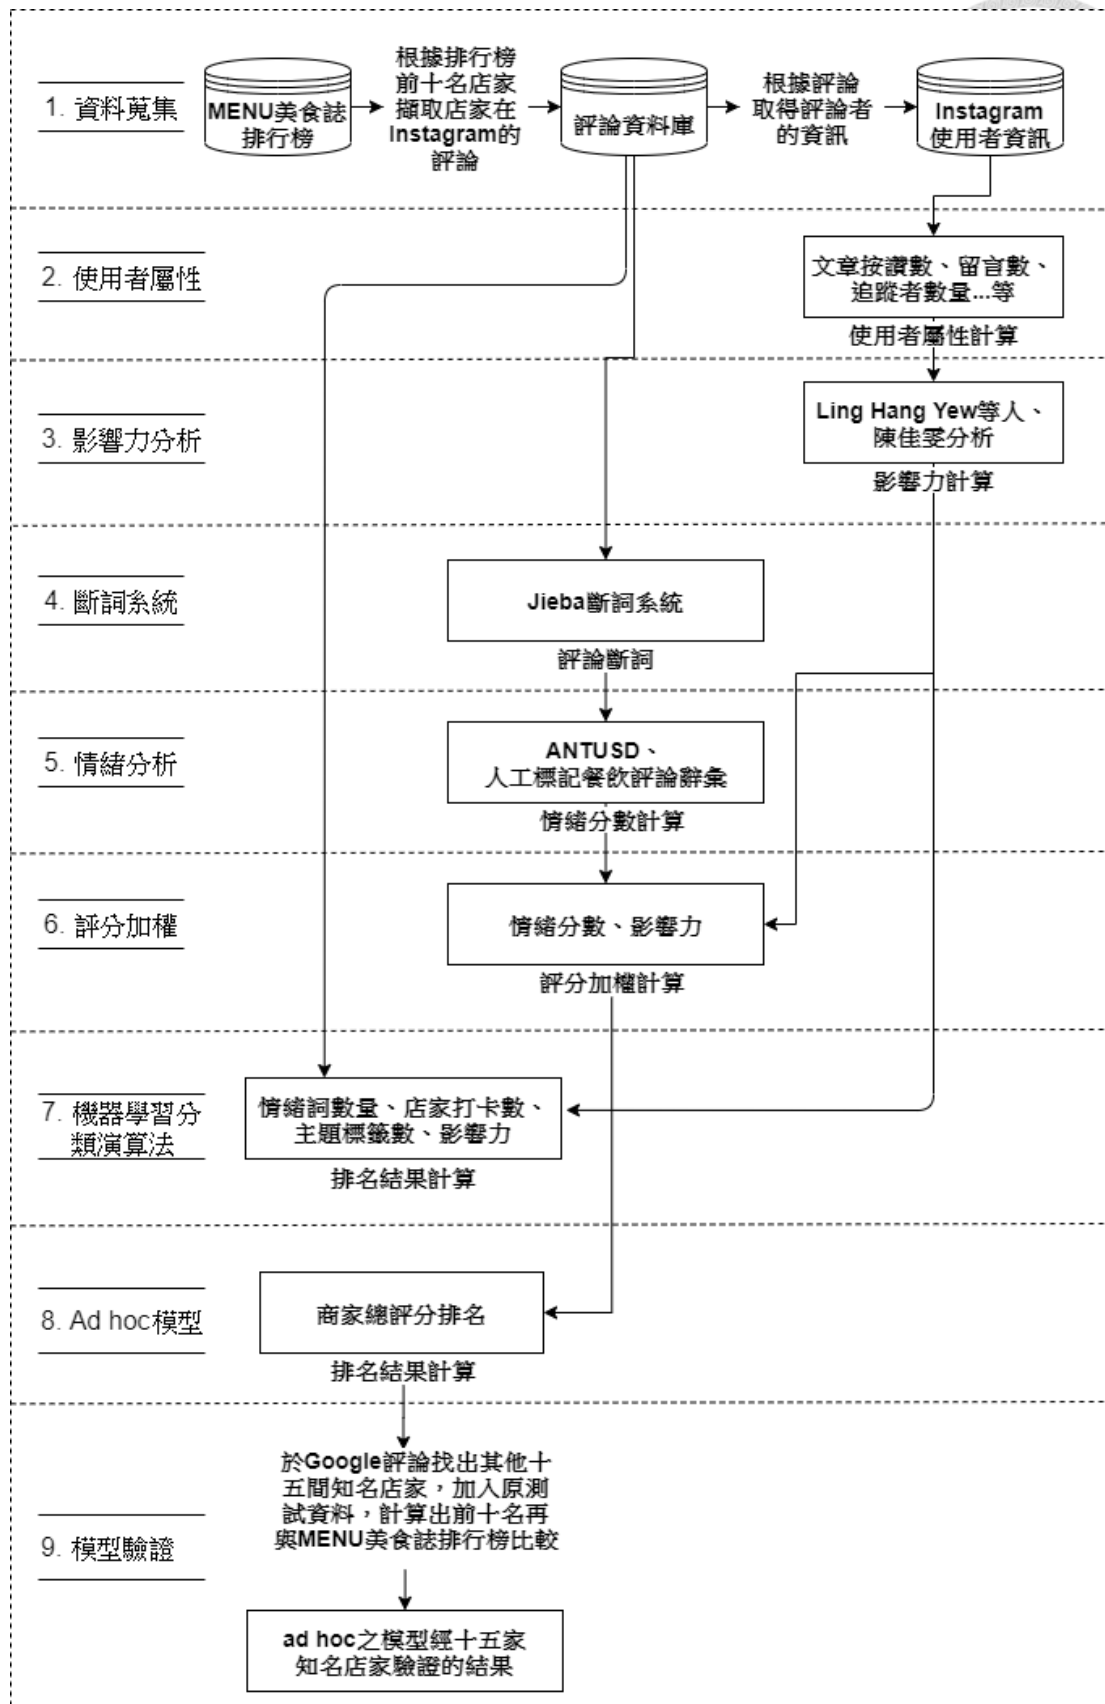 1. 資料蒐集
MENU美食誌
排行榜
根據排行榜
前十名店家
擷取店家在
Instagram的
評論
評論資料庫
根據評論
取得評論者
的資訊
Instagram
使用者資訊
2. 使用者屬性
文章按讚數、留言數、
追蹤者數量...等
使用者屬性計算
3. 影響力分析
Ling Hang Yew等人、
陳佳雯分析
影響力計算
4. 斷詞系統
Jieba斷詞系統
評論斷詞
5. 情緒分析
ANTUSD、
人工標記餐飲評論辭彙
情緒分數計算
6. 評分加權
情緒分數、影響力
評分加權計算
7. 機器學習分
類演算法
情緒詞數量、店家打卡數、
主題標籤數、影響力
排名結果計算
8. Ad hoc模型
商家總評分排名
排名結果計算
9. 模型驗證
於Google評論找出其他十
五間知名店家，加入原測
試資料，計算出前十名再
與MENU美食誌排行榜比較
ad hoc之模型經十五家
知名店家驗證的結果